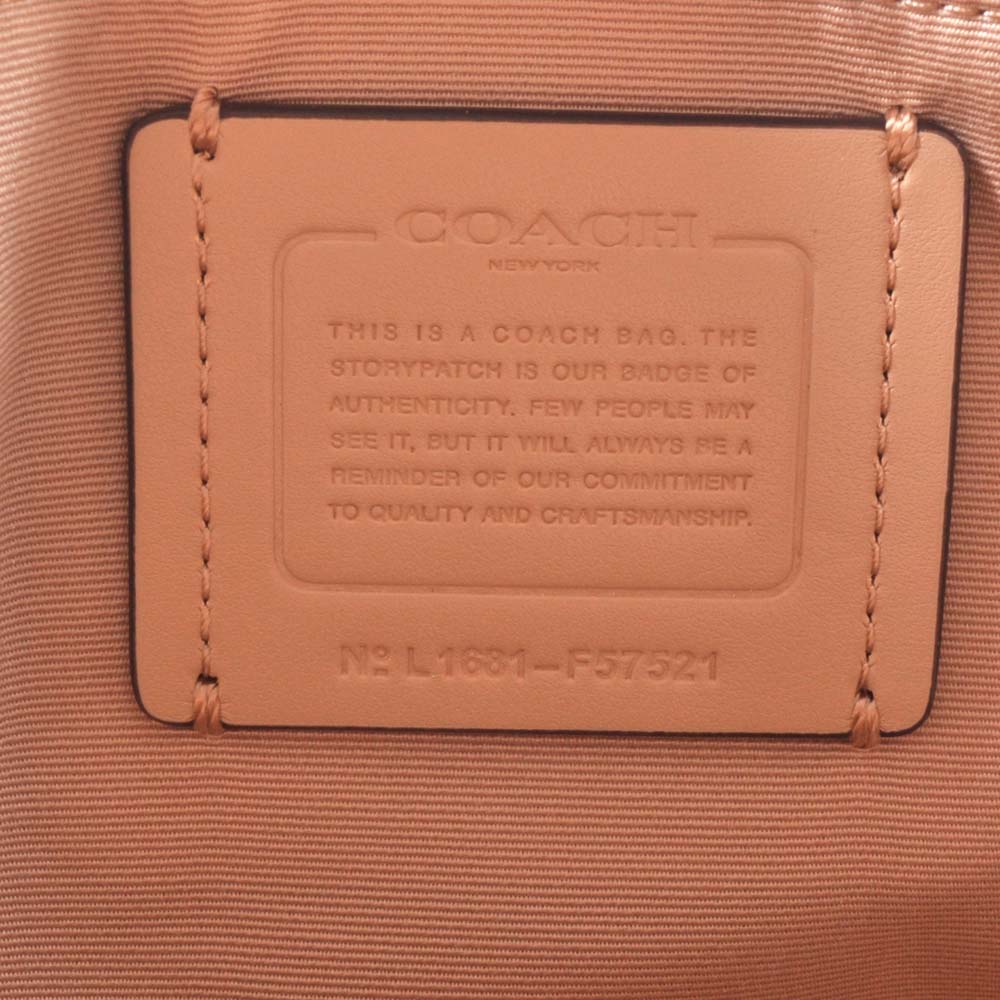 COACH
NEW YORK
THIS IS A COACH BAG. THE
STORYPATCH IS OUR BADGE OF
AUTHENTICITY. FEW PEOPLE MAY
SEE IT, BUT IT WILL ALWAYS BE A
REMINDER OF OUR COMMITMENT
TO QUALITY AND CRAFTSMANSHIP.
Nº L1681-F57521